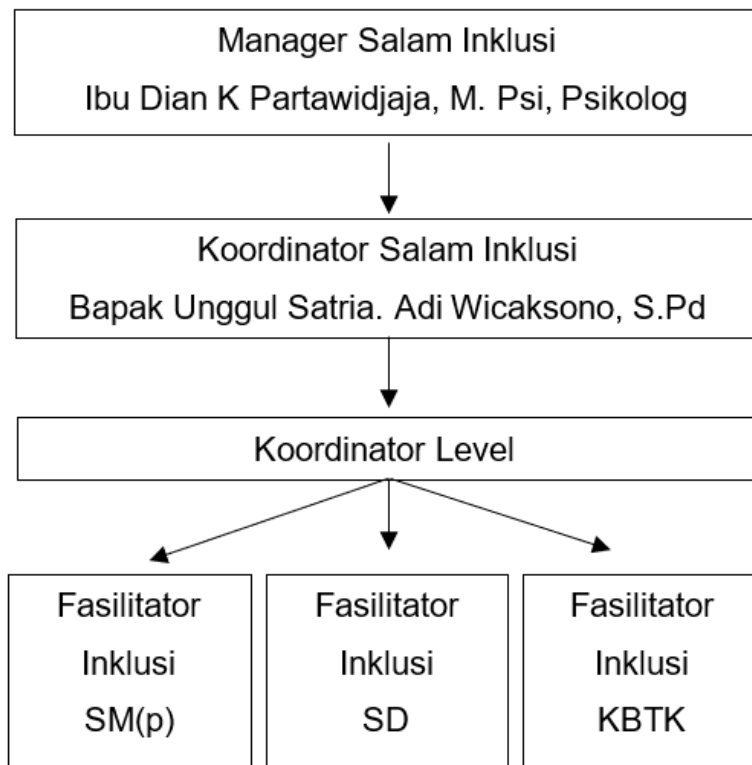 Manager Salam Inklusi
Ibu Dian K Partawidjaja, M. Psi, Psikolog
Koordinator Salam Inklusi
Bapak Unggul Satria. Adi Wicaksono, S.Pd
Koordinator Level
Fasilitator
Inklusi
SM(p)
Fasilitator
Inklusi
SD
Fasilitator
Inklusi
KBTK